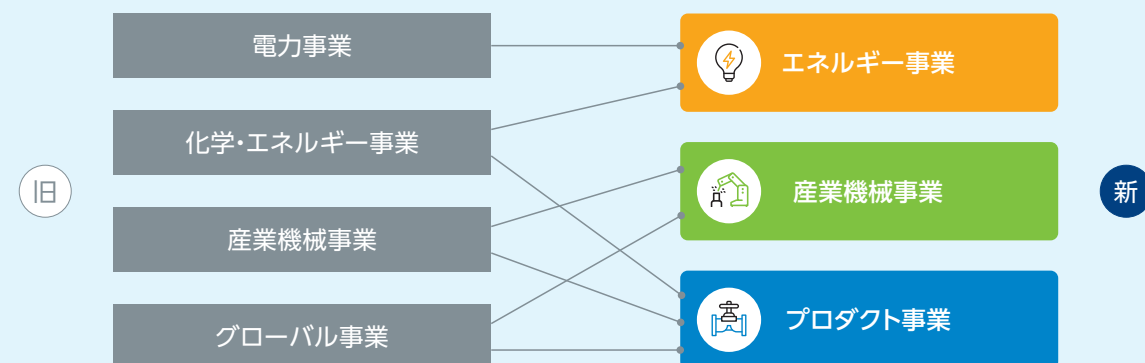 旧
電力事業
化学・エネルギー事業
産業機械事業
グローバル事業
エネルギー事業
産業機械事業
プロダクト事業
新